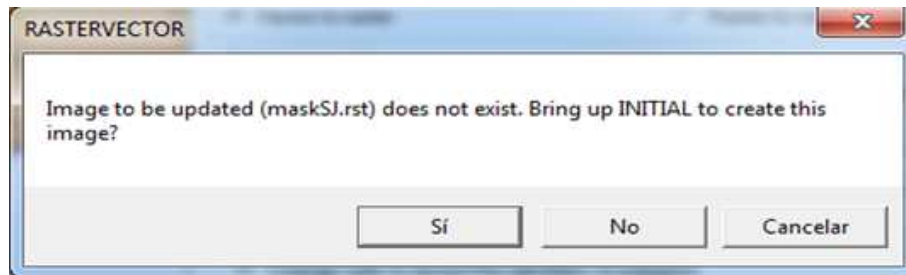 RASTERVECTOR
Image to be updated (maskSJ.rst) does not exist. Bring up INITIAL to create this
image?
Sí No Cancelar